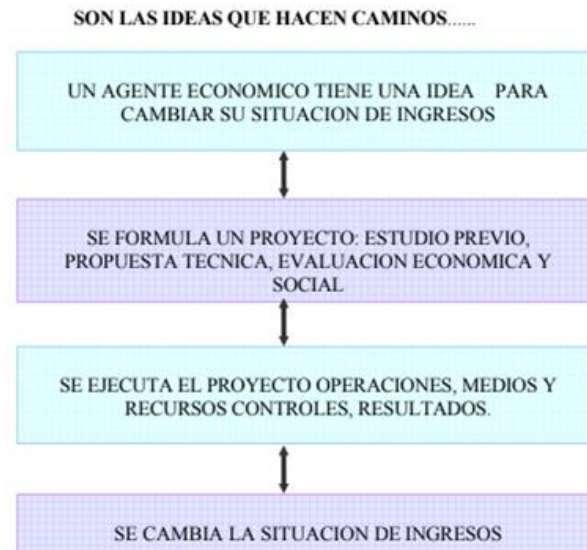 SON LAS IDEAS QUE HACEN CAMINOS......
UN AGENTE ECONOMICO TIENE UNA IDEA PARA
CAMBIAR SU SITUACION DE INGRESOS
SE FORMULA UN PROYECTO: ESTUDIO PREVIO,
PROPUESTA TECNICA, EVALUACION ECONOMICA Y
SOCIAL
SE EJECUTA EL PROYECTO OPERACIONES, MEDIOS Y
RECURSOS CONTROLES, RESULTADOS.
SE CAMBIA LA SITUACION DE INGRESOS